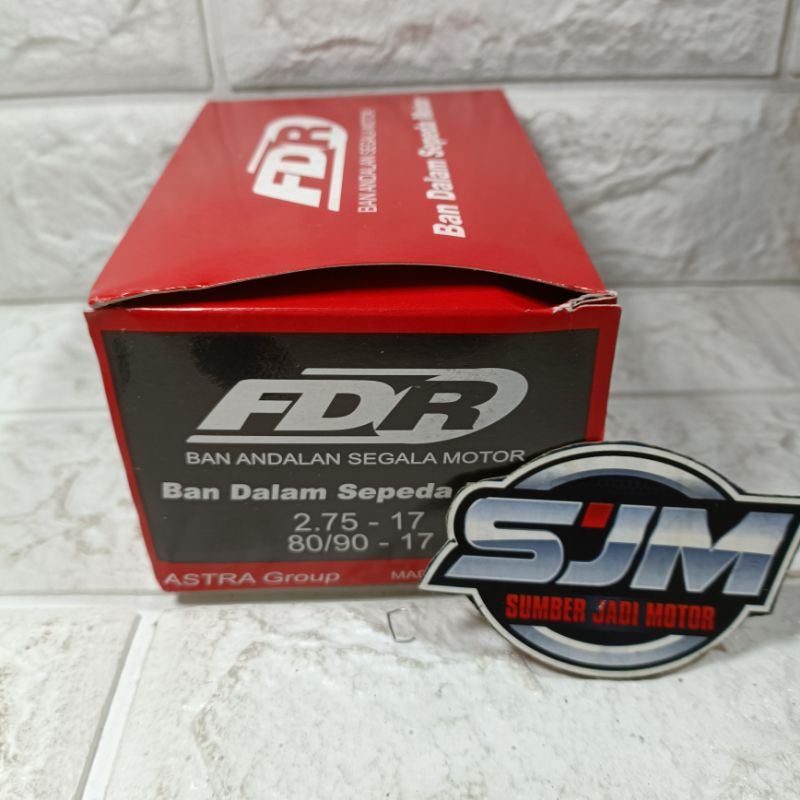 FDR
BAN ANDALAN SEGALA MOTOR
Ban Dalam Sepeda Motor
FDR
BAN ANDALAN SEGALA MOTOR
Ban Dalam Sepeda
2.75 - 17
80/90 - 17
ASTRA Group
SJM
SUMBER JADI MOTOR